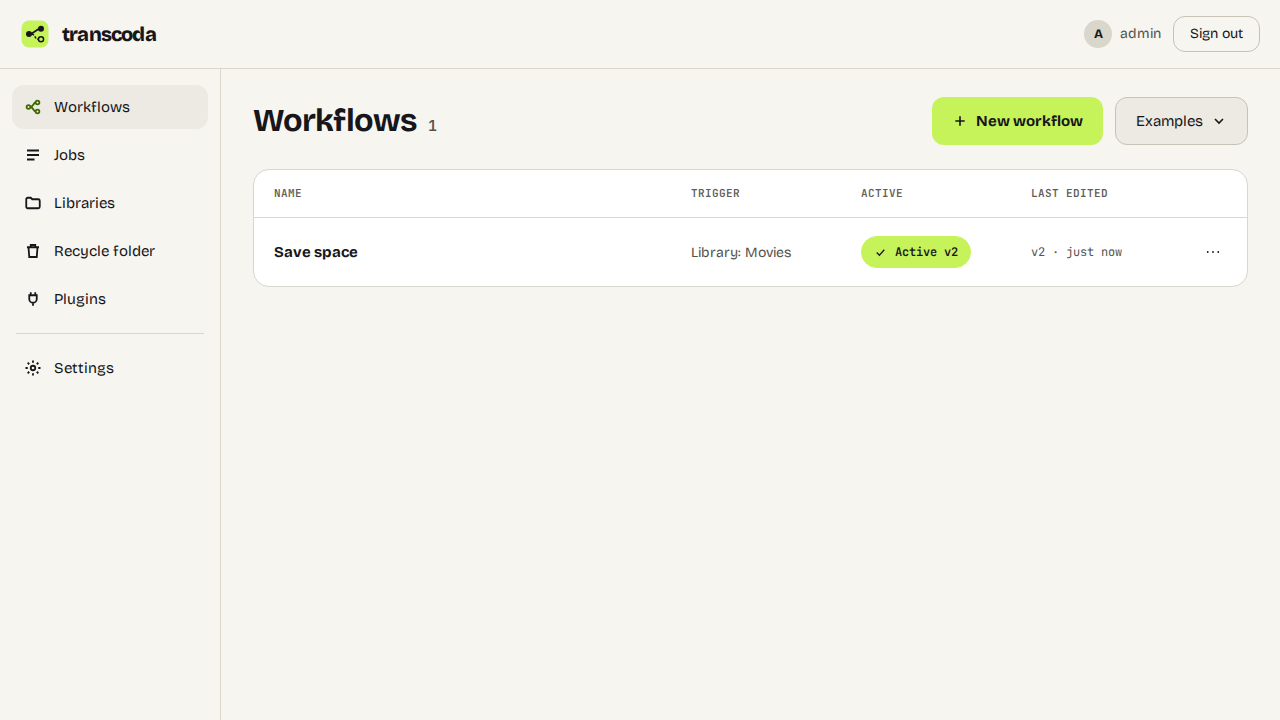 transcoda
A admin Sign out
Workflows
Jobs
Libraries
Recycle folder
Plugins
Settings
Workflows 1
+ New workflow
Examples
NAME TRIGGER ACTIVE LAST EDITED
Save space Library: Movies ✓ Active v2 v2 · just now ···